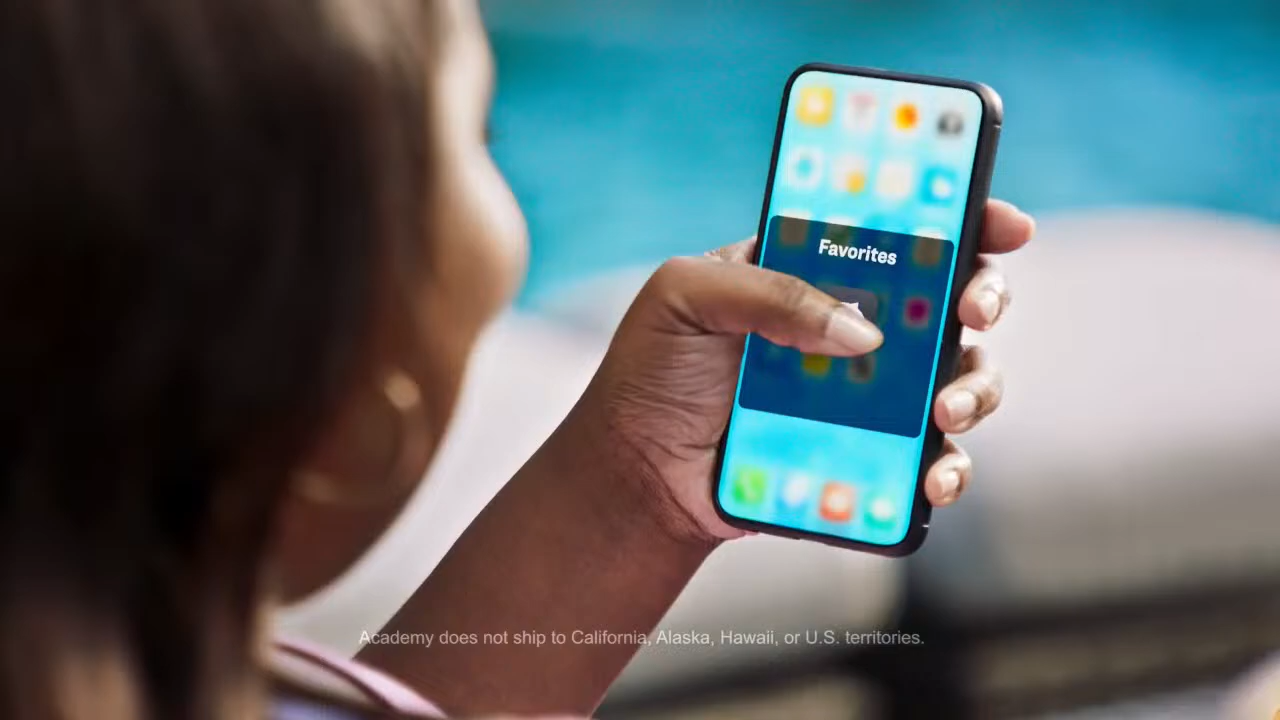 Favorites
Academy does not ship to California, Alaska, Hawaii, or U.S. territories.